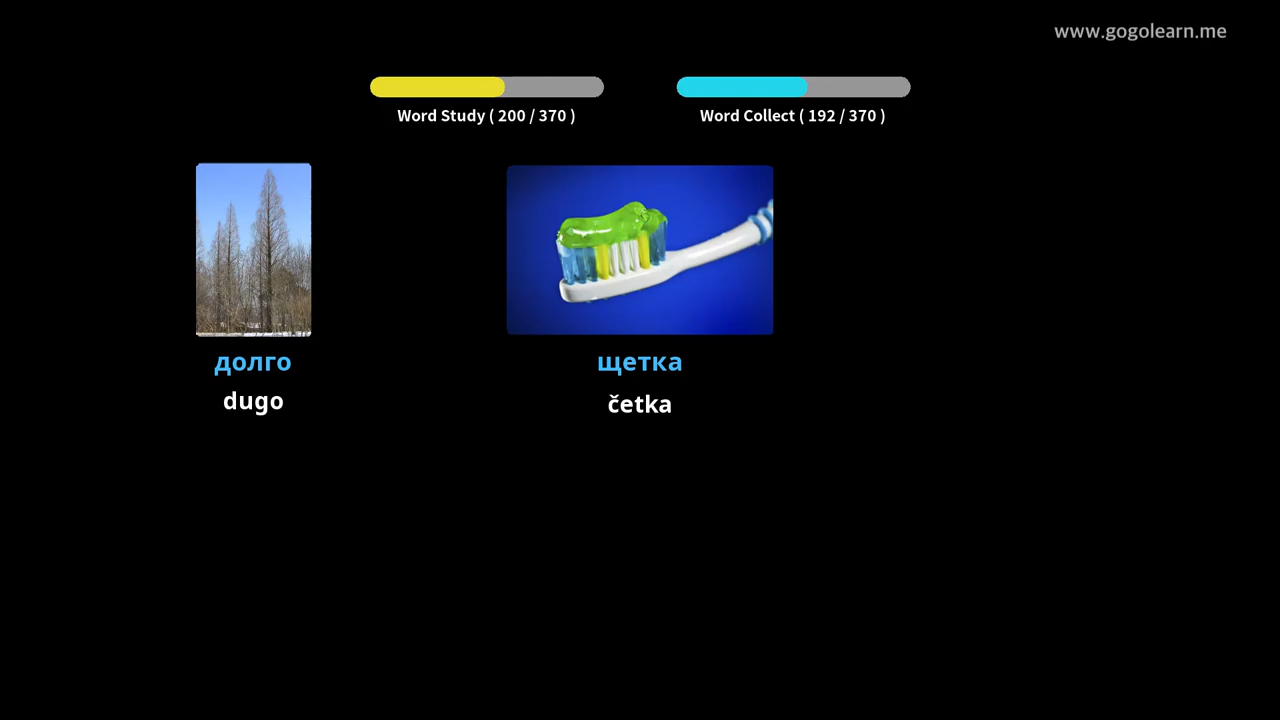 www.gogolearn.me
Word Study ( 200 / 370 )
Word Collect ( 192 / 370 )
долго
dugo
щетка
četka